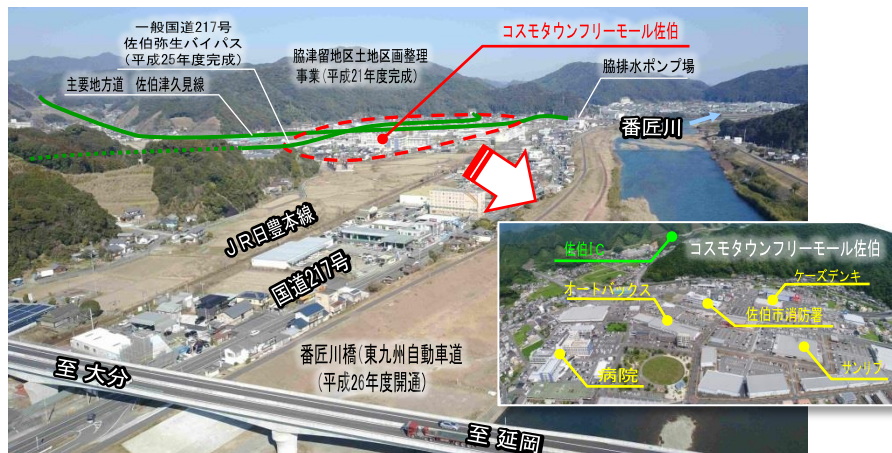 一般国道217号
佐伯弥生バイパス
(平成25年度完成)
主要地方道 佐伯津久見線
脇津留地区土地区画整理
事業(平成21年度完成)
コスモタウンフリーモール佐伯
脇排水ポンプ場
番匠川
JR日豊本線
国道217号
番匠川橋(東九州自動車道
(平成26年度開通)
至 大分
至 延岡
佐伯IC
コスモタウンフリーモール佐伯
オートバックス
ケーズデンキ
佐伯市消防署
病院
サンリブ